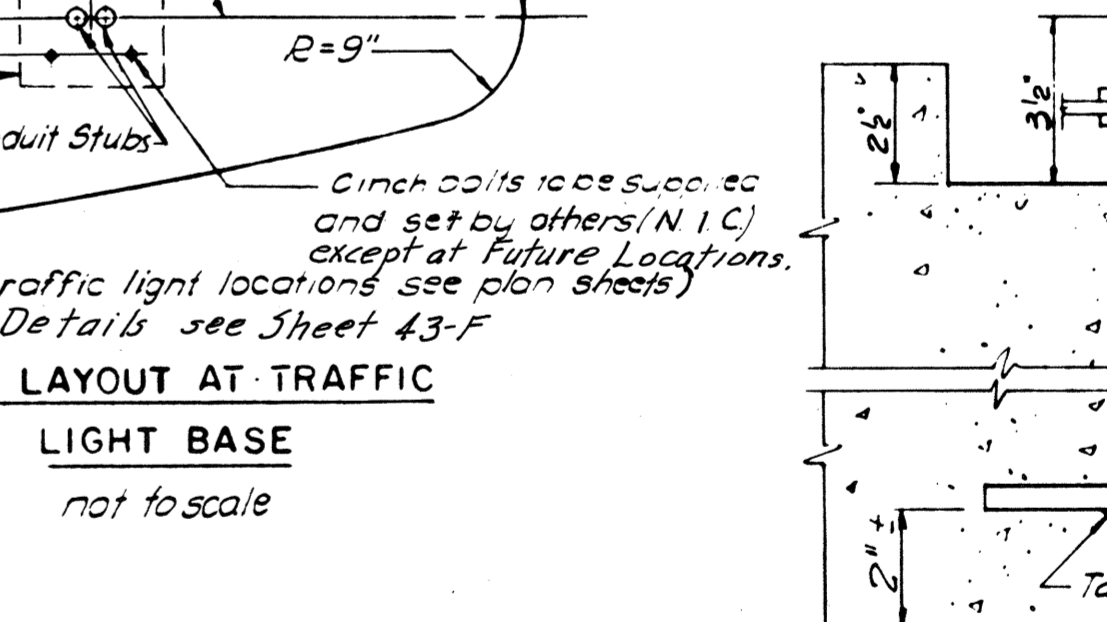 R=9"
duit Stubs
Cinch bolts to be supplied
and set by others (N.I.C.)
except at Future Locations.
raffic light locations see plan sheets)
Details see Sheet 43-F
LAYOUT AT TRAFFIC
LIGHT BASE
not to scale
2½"
3½"
2" ±
To